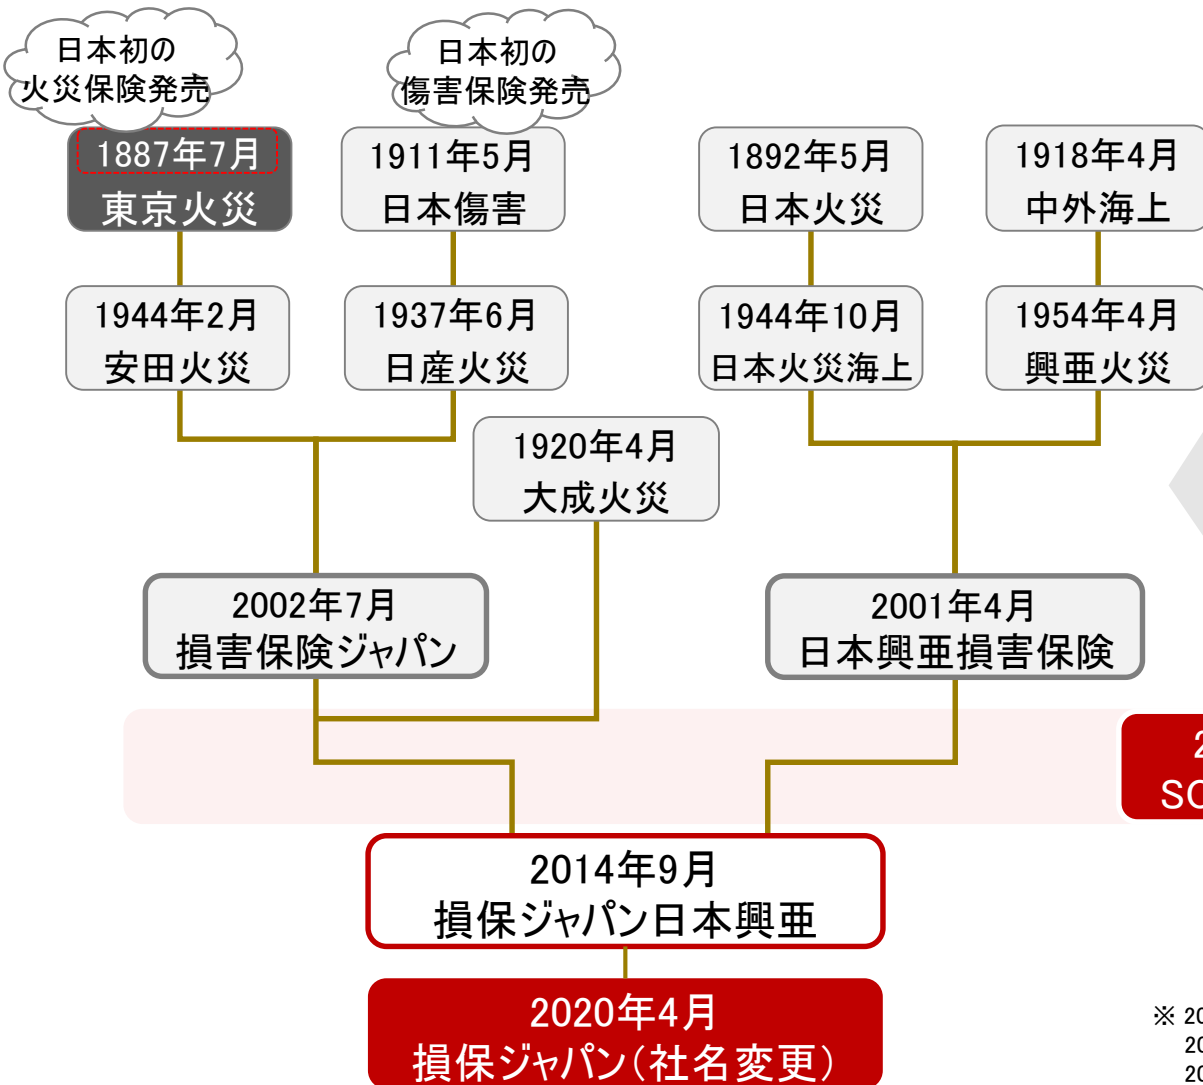 日本初の
火災保険発売
日本初の
傷害保険発売
1887年7月
東京火災
1911年5月
日本傷害
1892年5月
日本火災
1918年4月
中外海上
1944年2月
安田火災
1937年6月
日産火災
1944年10月
日本火災海上
1954年4月
興亜火災
1920年4月
大成火災
2002年7月
損害保険ジャパン
2001年4月
日本興亜損害保険
2014年9月
損保ジャパン日本興亜
2020年4月
損保ジャパン(社名変更)
※ 20
20
20